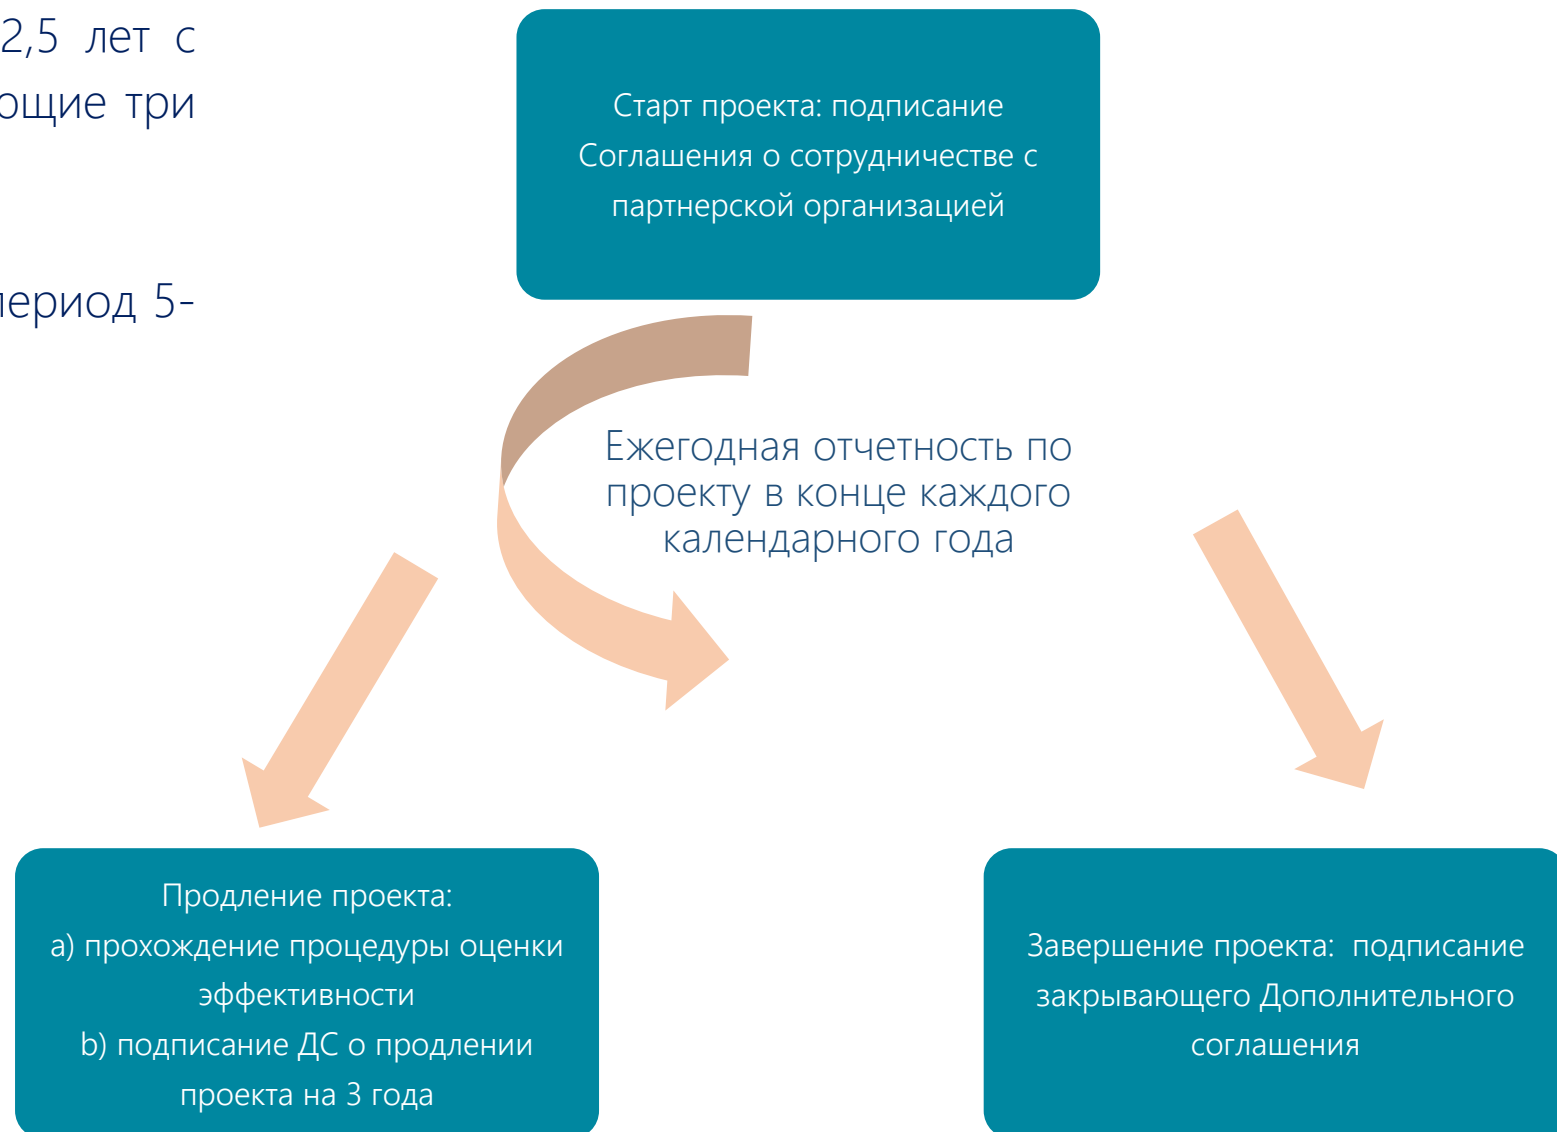 2,5 лет с
три
период 5-
Старт проекта: подписание
Соглашения о сотрудничестве с
партнерской организацией
Ежегодная отчетность по
проекту в конце каждого
календарного года
Продление проекта:
a) прохождение процедуры оценки
эффективности
b) подписание ДС о продлении
проекта на 3 года
Завершение проекта: подписание
закрывающего Дополнительного
соглашения